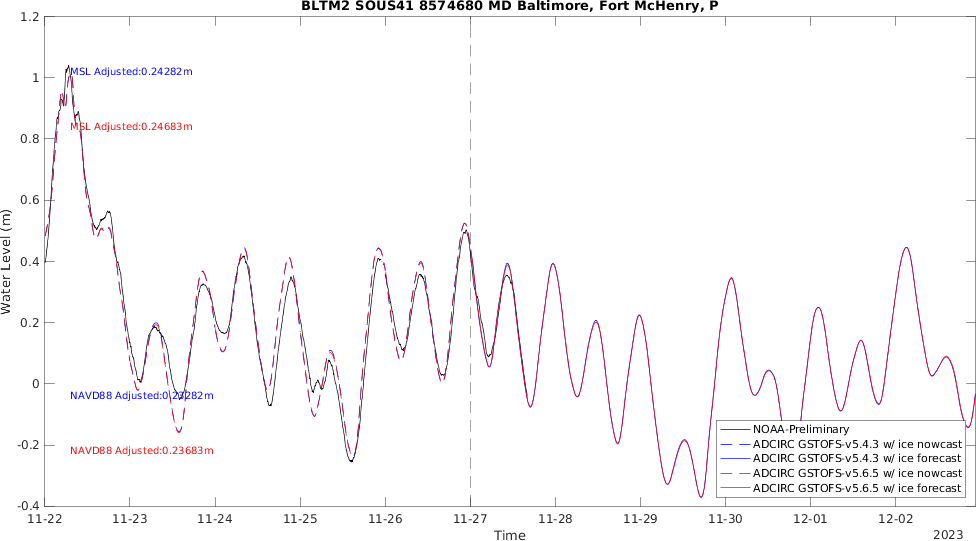 BLTM2 SOUS41 8574680 MD Baltimore, Fort McHenry, P
1.2
1
0.8
0.6
0.4
0.2
0
-0.2
-0.4
Water Level (m)
MSL Adjusted:0.24282m
MSL Adjusted:0.24683m
NAVD88 Adjusted:0.23282m
NAVD88 Adjusted:0.23683m
NOAA-Preliminary
ADCIRC GSTOFS-v5.4.3 w/ ice nowcast
ADCIRC GSTOFS-v5.4.3 w/ ice forecast
ADCIRC GSTOFS-v5.6.5 w/ ice nowcast
ADCIRC GSTOFS-v5.6.5 w/ ice forecast
11-22 11-23 11-24 11-25 11-26 11-27 11-28 11-29 11-30 12-01 12-02
Time
2023